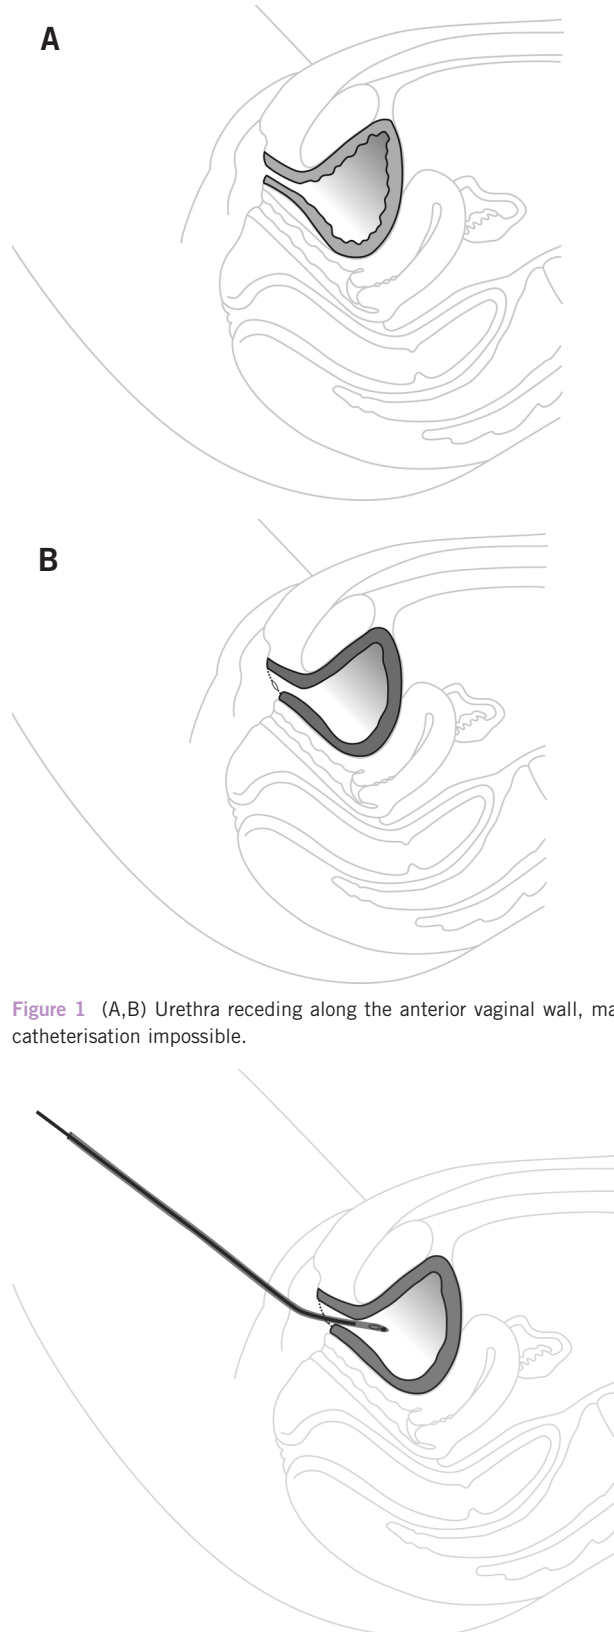 A
B
Figure 1 (A,B) Urethra receding along the anterior vaginal wall, ma
catheterisation impossible.